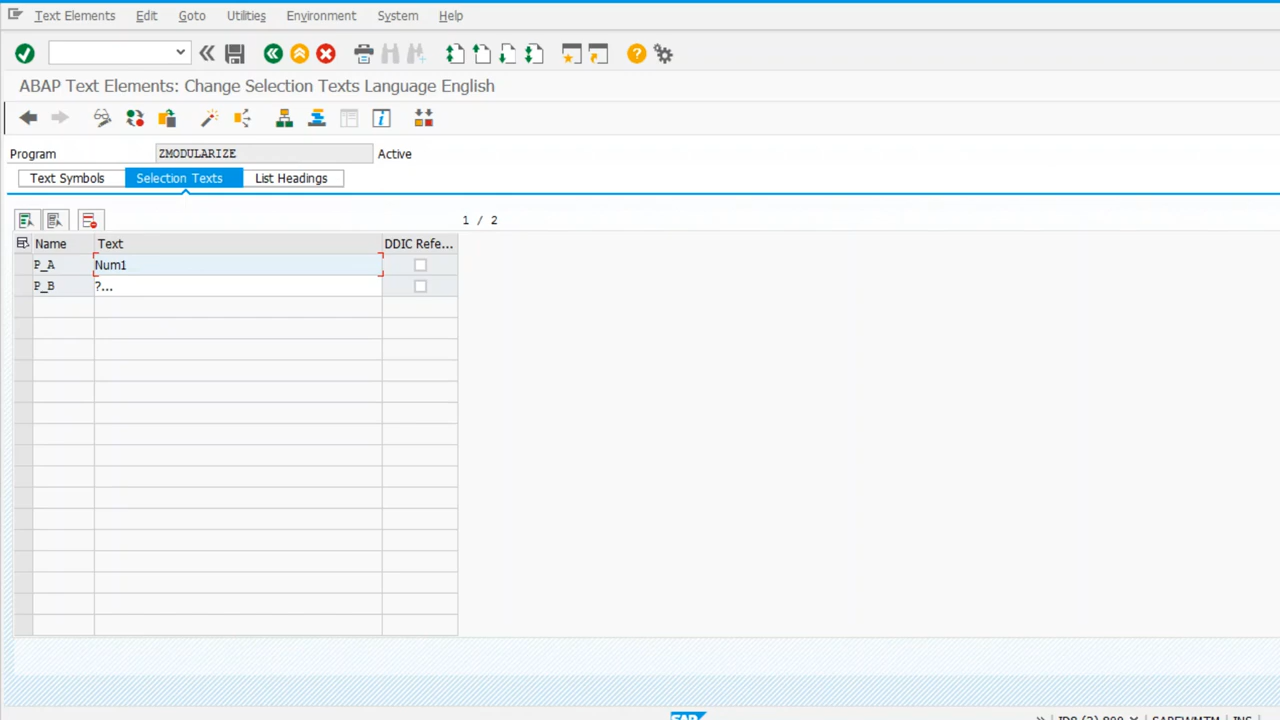 Text Elements Edit Goto Utilities Environment System Help
ABAP Text Elements: Change Selection Texts Language English
Program ZMODULARIZE Active
Text Symbols Selection Texts List Headings
1 / 2
Name Text DDIC Refe...
P_A Num1
P_B ?...
SAP